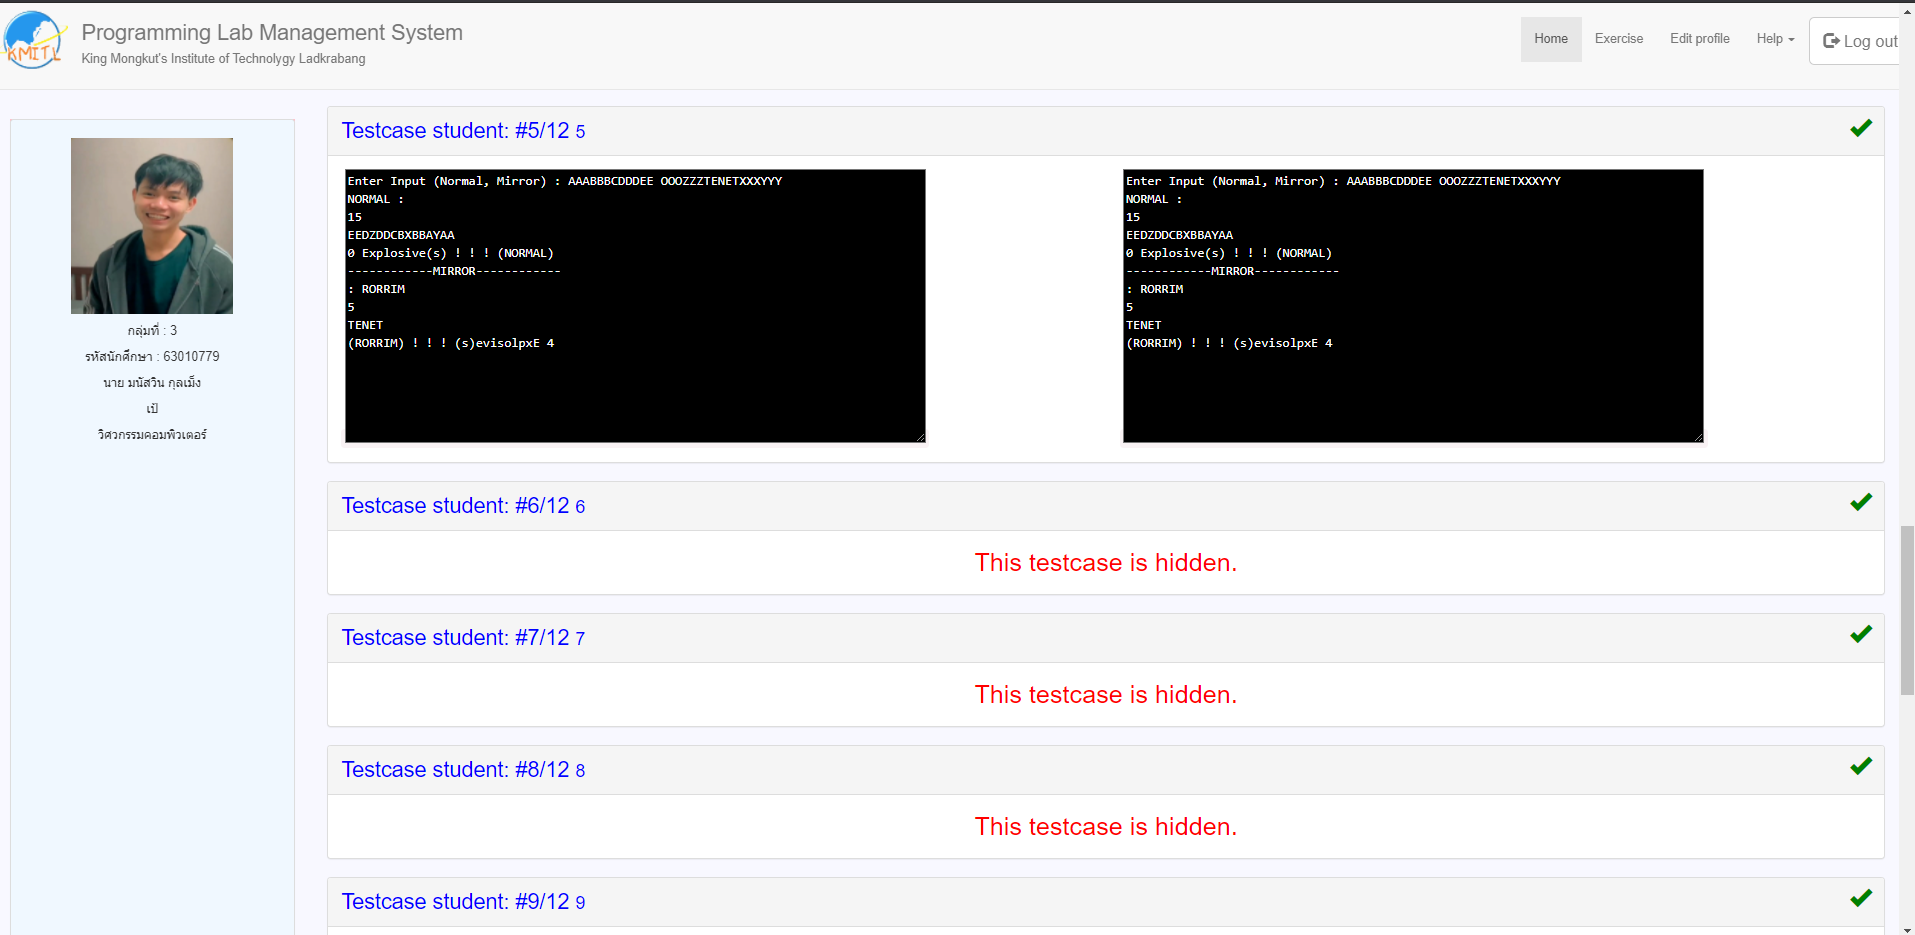 KMITL
Programming Lab Management System
King Mongkut's Institute of Technolygy Ladkrabang
Home
Exercise
Edit profile
Help
Log out
กลุ่มที่ : 3
รหัสนักศึกษา : 63010779
นาย มนัสวิน กุลเม็ง
เป้
วิศวกรรมคอมพิวเตอร์
Testcase student: #5/12 5
Enter Input (Normal, Mirror) : AAABBBCDDDEE OOOZZZTENETXXXYYY
NORMAL :
15
EEDZDDCBXBBAYAA
0 Explosive(s) ! ! ! (NORMAL)
------------MIRROR------------
: RORRIM
5
TENET
(RORRIM) ! ! ! (s)evisolpxE 4
Enter Input (Normal, Mirror) : AAABBBCDDDEE OOOZZZTENETXXXYYY
NORMAL :
15
EEDZDDCBXBBAYAA
0 Explosive(s) ! ! ! (NORMAL)
------------MIRROR------------
: RORRIM
5
TENET
(RORRIM) ! ! ! (s)evisolpxE 4
Testcase student: #6/12 6
This testcase is hidden.
Testcase student: #7/12 7
This testcase is hidden.
Testcase student: #8/12 8
This testcase is hidden.
Testcase student: #9/12 9